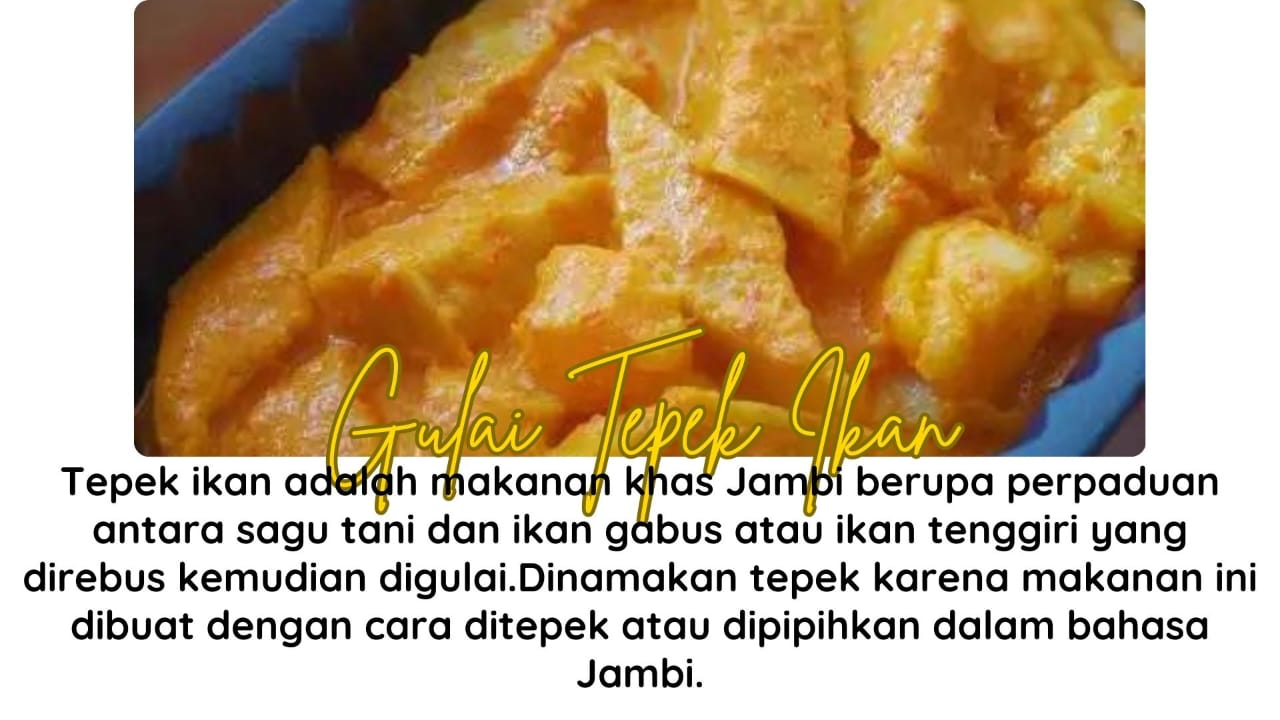 Gulai Tepek Ikan
Tepek ikan adalah makanan khas Jambi berupa perpaduan
antara sagu tani dan ikan gabus atau ikan tenggiri yang
direbus kemudian digulai.Dinamakan tepek karena makanan ini
dibuat dengan cara ditepek atau dipipihkan dalam bahasa
Jambi.